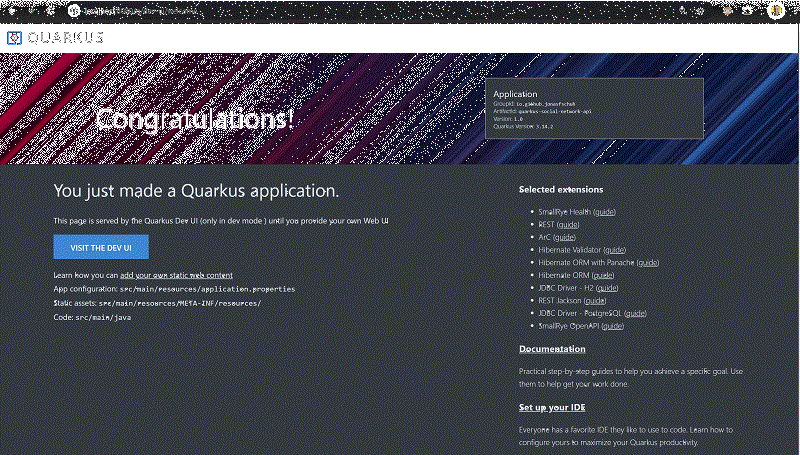 QUARKUS
Congratulations!
Application
GroupId:
ArtifactId: quarkus-social-network-api
Version: 1.0
Quarkus Version: 3.14.2
You just made a Quarkus application.
This page is served by the Quarkus Dev UI (only in dev mode ) until you provide your own Web UI
VISIT THE DEV UI
Learn how you can add your own static web content
App configuration: src/main/resources/application.properties
Static assets: src/main/resources/META-INF/resources/
Code: src/main/java
Selected extensions
• SmallRye Health (guide)
• REST (guide)
• ArC (guide)
• Hibernate Validator (guide)
• Hibernate ORM with Panache (guide)
• Hibernate ORM (guide)
• JDBC Driver - H2 (guide)
• REST Jackson (guide)
• JDBC Driver - PostgreSQL (guide)
• SmallRye OpenAPI (guide)
Documentation
Practical step-by-step guides to help you achieve a specific goal. Use
them to help get your work done.
Set up your IDE
Everyone has a favorite IDE they like to use to code. Learn how to
configure yours to maximize your Quarkus productivity.